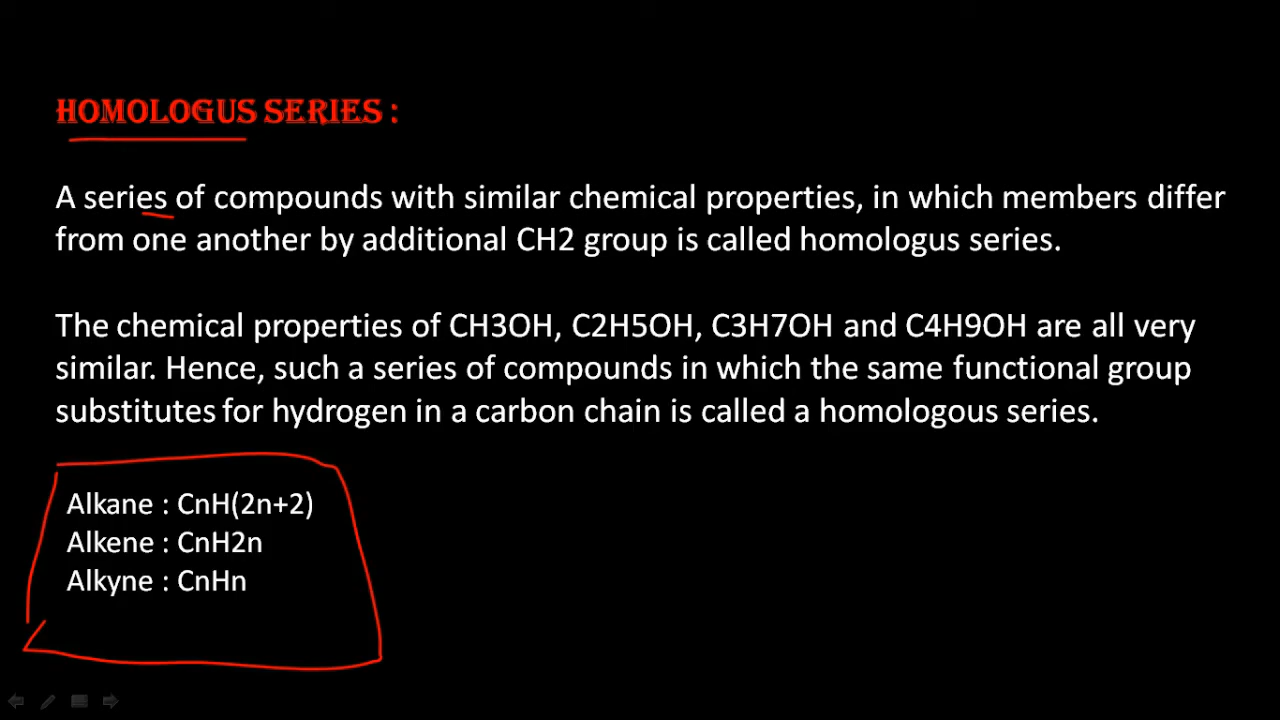 HOMOLOGUS SERIES :
A series of compounds with similar chemical properties, in which members differ
from one another by additional CH2 group is called homologus series.
The chemical properties of CH3OH, C2H5OH, C3H7OH and C4H9OH are all very
similar. Hence, such a series of compounds in which the same functional group
substitutes for hydrogen in a carbon chain is called a homologous series.
Alkane : CnH(2n+2)
Alkene : CnH2n
Alkyne : CnHn